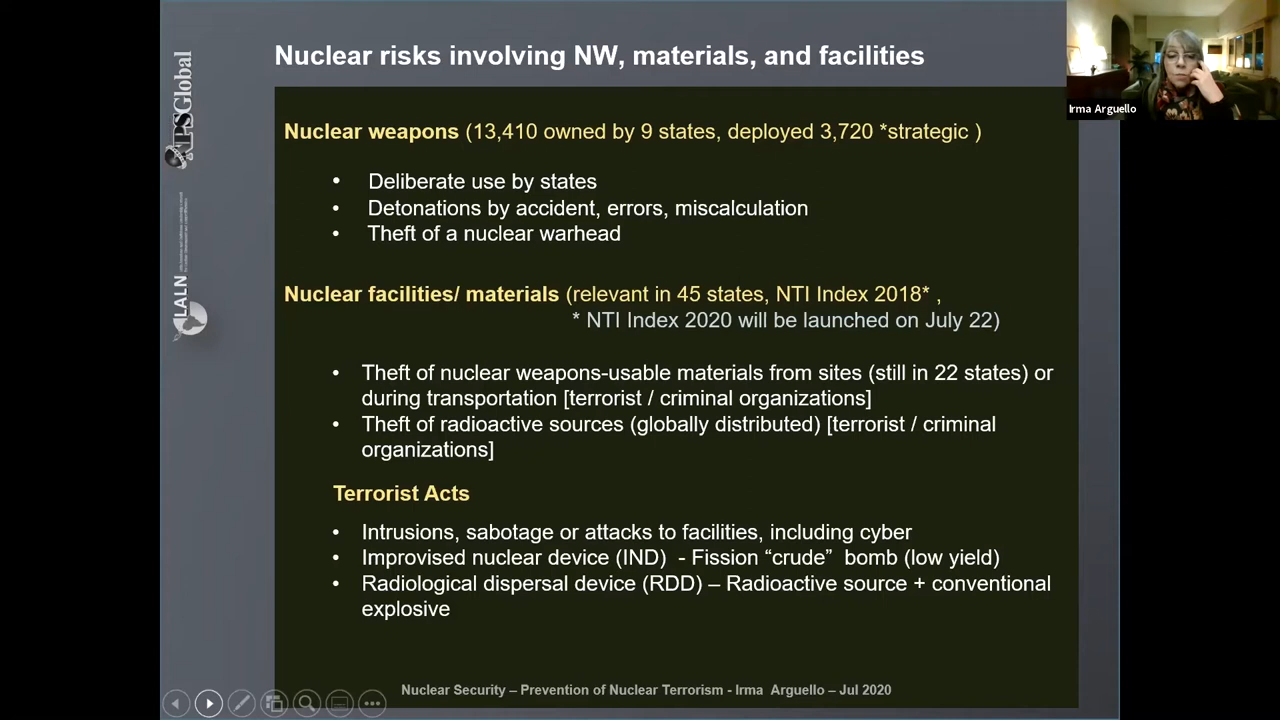 Nuclear risks involving NW, materials, and facilities
Irma Arguello
NPSGlobal
LALN
Nuclear weapons (13,410 owned by 9 states, deployed 3,720 *strategic )
• Deliberate use by states
• Detonations by accident, errors, miscalculation
• Theft of a nuclear warhead
Nuclear facilities/ materials (relevant in 45 states, NTI Index 2018* ,
* NTI Index 2020 will be launched on July 22)
• Theft of nuclear weapons-usable materials from sites (still in 22 states) or
during transportation [terrorist / criminal organizations]
• Theft of radioactive sources (globally distributed) [terrorist / criminal
organizations]
Terrorist Acts
• Intrusions, sabotage or attacks to facilities, including cyber
• Improvised nuclear device (IND) - Fission “crude” bomb (low yield)
• Radiological dispersal device (RDD) – Radioactive source + conventional
explosive
Nuclear Security – Prevention of Nuclear Terrorism - Irma Arguello – Jul 2020